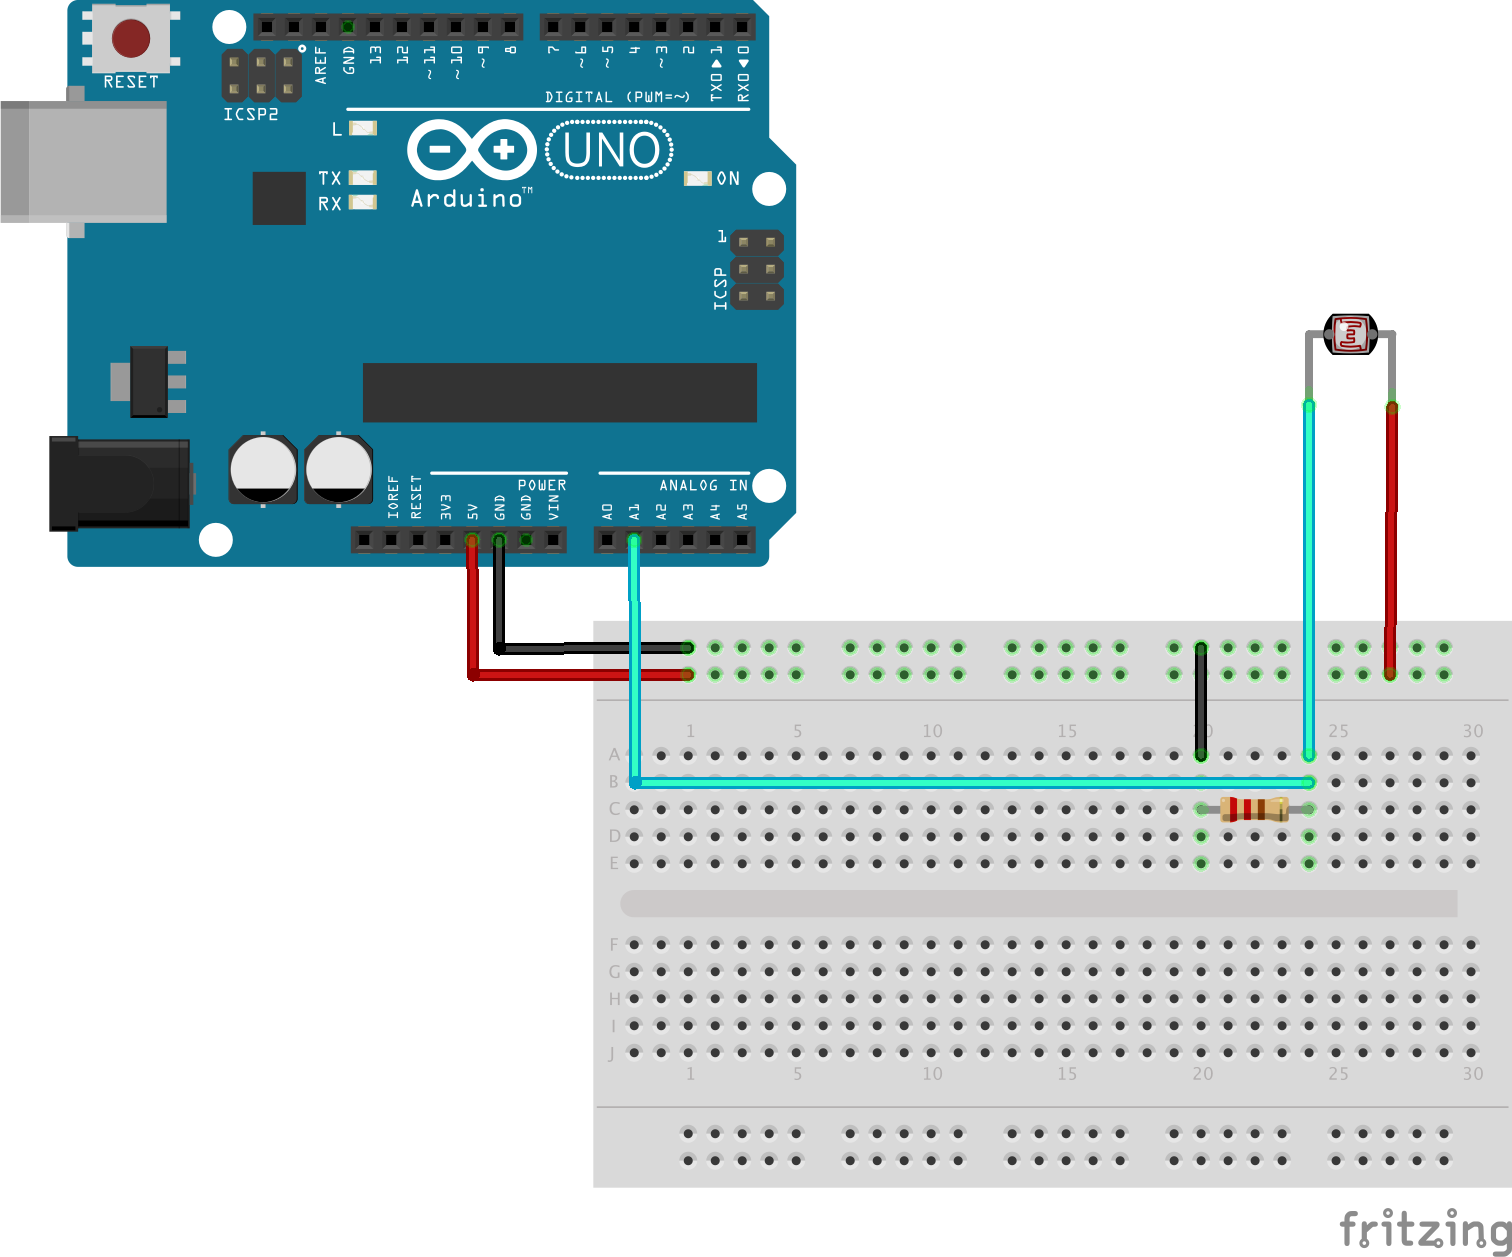 RESET
ICSP2
AREF
GND
13
12
~11
~10
~9
8
7
~6
~5
4
~3
2
TX0▶1
RX0◀0
DIGITAL (PWM=~)
L
TX
RX
Arduino™
UNO
ON
1
ICSP
POWER
ANALOG IN
IOREF
RESET
3V3
5V
GND
GND
VIN
A0
A1
A2
A3
A4
A5
1 5 10 15 20 25 30
A
B
C
D
E
F
G
H
I
J
1 5 10 15 20 25 30
fritzing